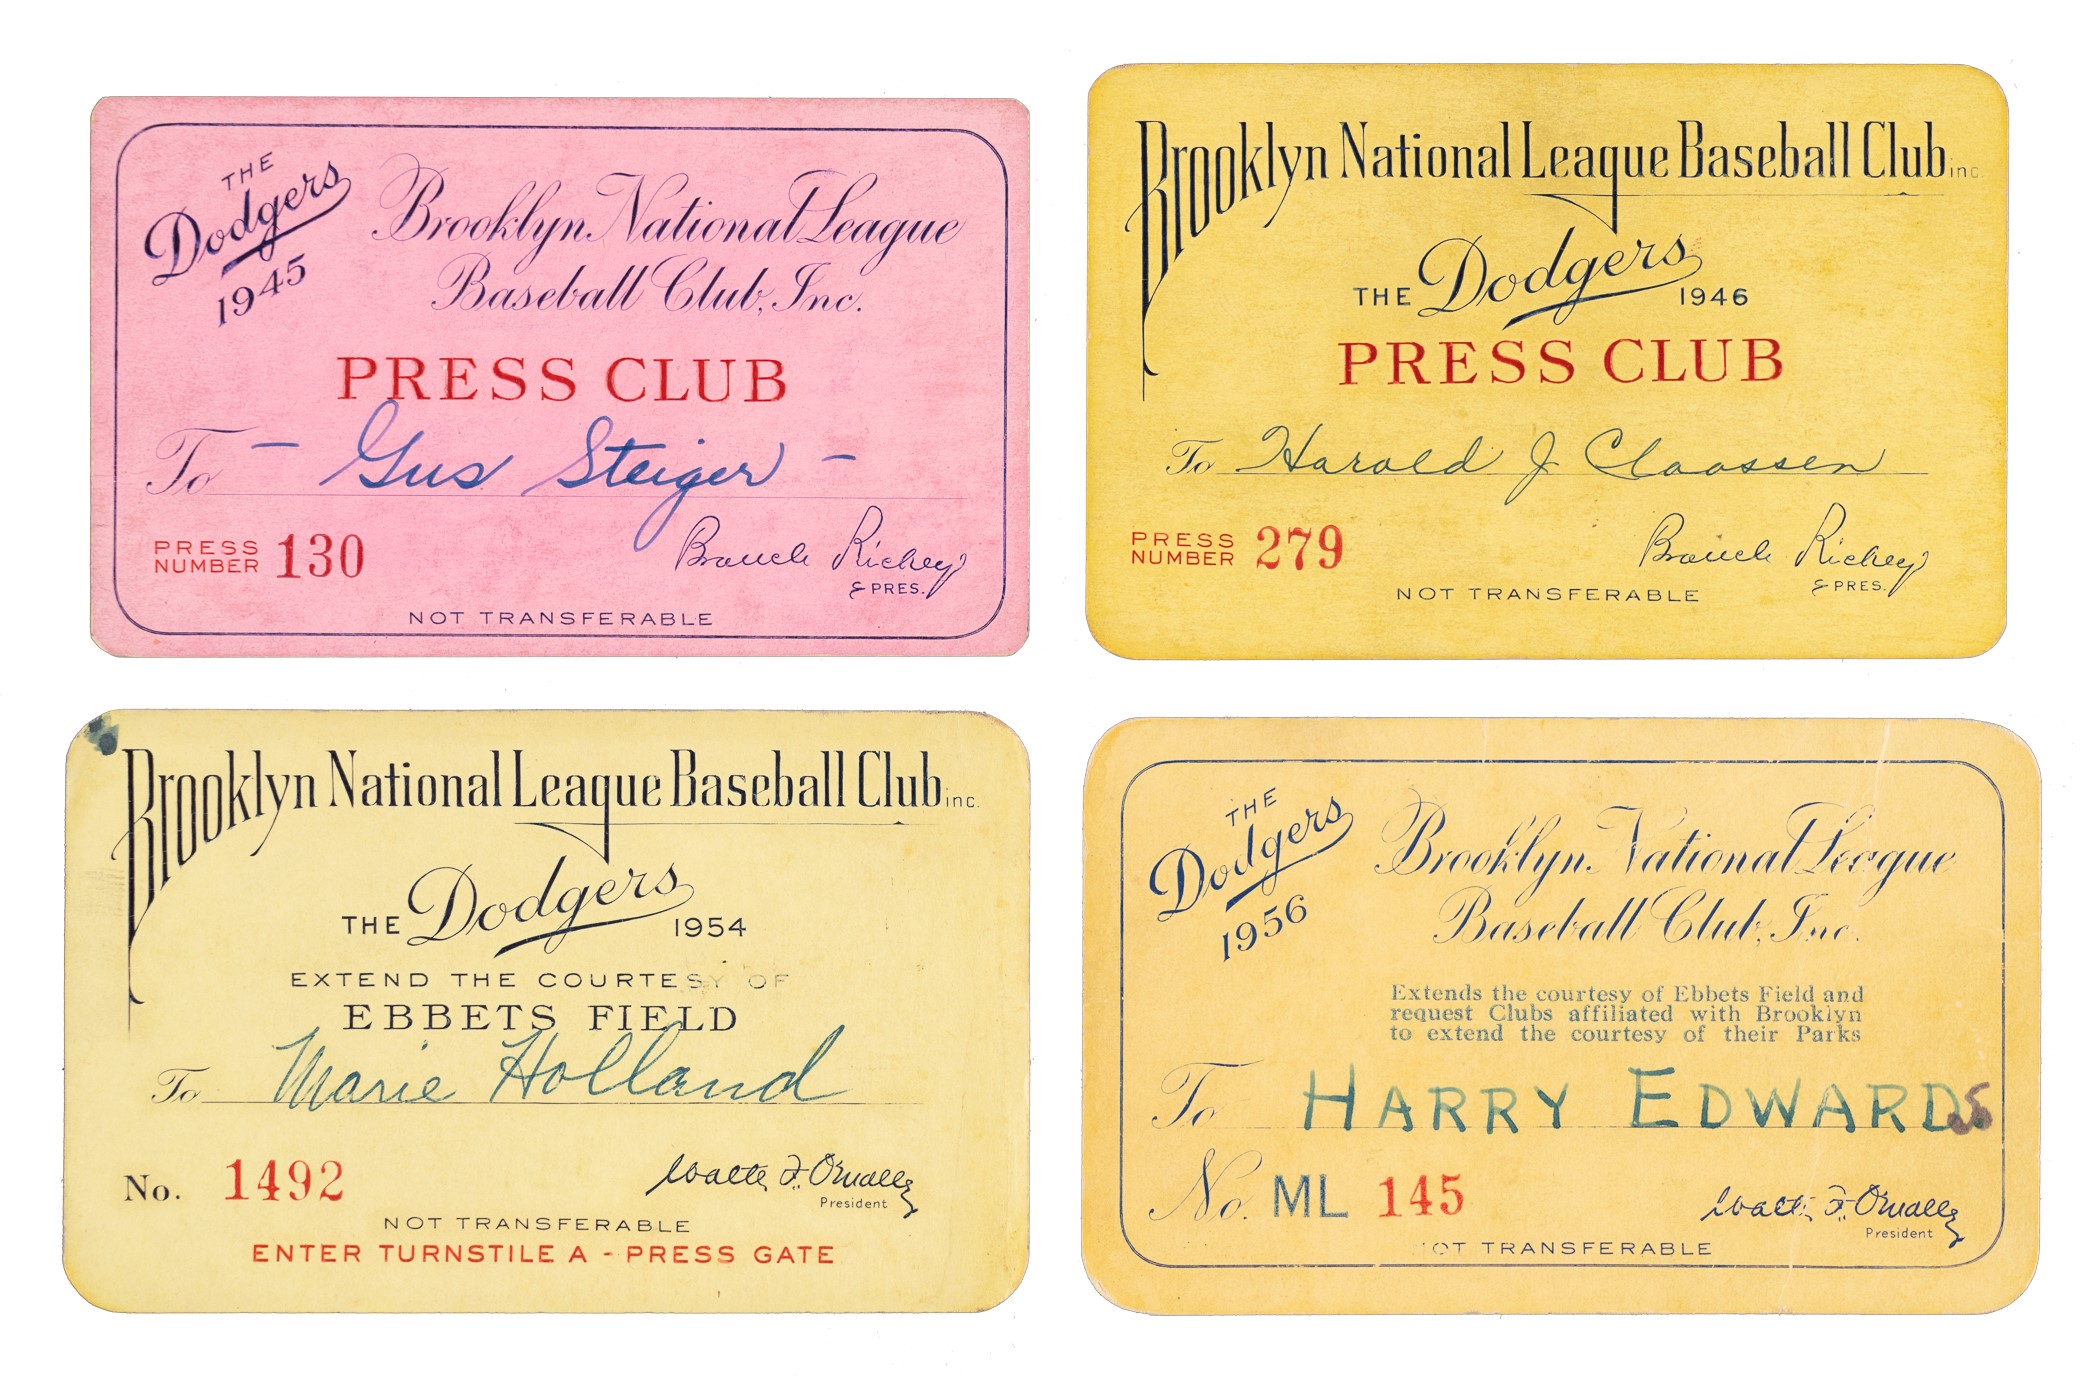 THE
Dodgers
1945
Brooklyn National League
Baseball Club, Inc.
PRESS CLUB
To - Gus Steiger -
PRESS
NUMBER 130
Branch Rickey
PRES.
NOT TRANSFERABLE
Brooklyn National League Baseball Club inc.
THE Dodgers 1946
PRESS CLUB
To Harold J Claassen
PRESS
NUMBER 279
Branch Rickey
PRES.
NOT TRANSFERABLE
Brooklyn National League Baseball Club inc.
THE Dodgers 1954
EXTEND THE COURTESY OF
EBBETS FIELD
To Marie Holland
No. 1492
Walter F. O'Malley
President
NOT TRANSFERABLE
ENTER TURNSTILE A - PRESS GATE
THE
Dodgers
1956
Brooklyn National League
Baseball Club, Inc.
Extends the courtesy of Ebbets Field and
request Clubs affiliated with Brooklyn
to extend the courtesy of their Parks
To HARRY EDWARDS
No. ML 145
Walter F. O'Malley
President
NOT TRANSFERABLE